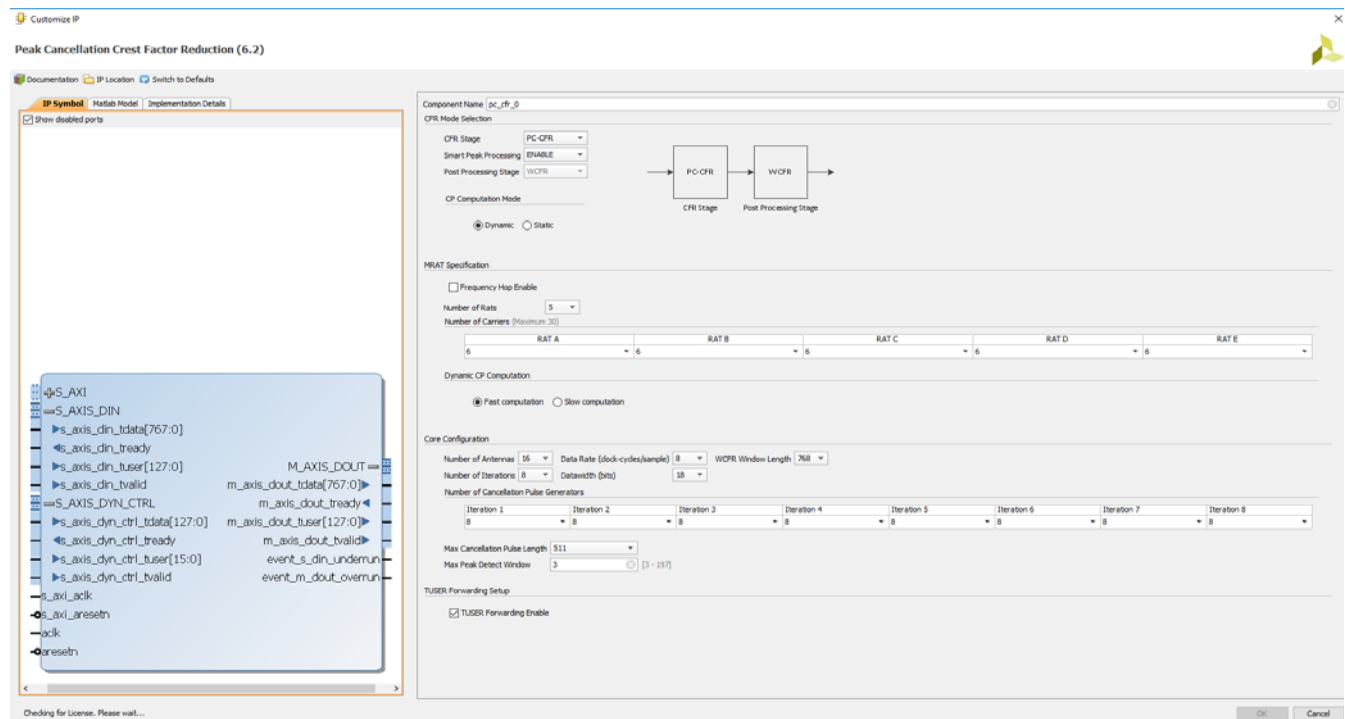 Customize IP
Peak Cancellation Crest Factor Reduction (6.2)
Documentation IP Location Switch to Defaults
IP Symbol Matlab Model Implementation Details
Show disabled ports
S_AXI
S_AXIS_DIN
s_axis_din_tdata[767:0]
s_axis_din_tready
s_axis_din_tuser[127:0]
s_axis_din_tvalid
S_AXIS_DYN_CTRL
s_axis_dyn_ctrl_tdata[127:0]
s_axis_dyn_ctrl_tready
s_axis_dyn_ctrl_tuser[15:0]
s_axis_dyn_ctrl_tvalid
s_axi_aclk
s_axi_aresetn
aclk
aresetn
M_AXIS_DOUT
m_axis_dout_tdata[767:0]
m_axis_dout_tready
m_axis_dout_tuser[127:0]
m_axis_dout_tvalid
event_s_din_underrun
event_m_dout_overrun
Component Name pc_cfr_0
CFR Mode Selection
CFR Stage PC-CFR
Smart Peak Processing ENABLE
Post Processing Stage WCFR
PC-CFR WCFR
CFR Stage Post Processing Stage
CP Computation Mode
Dynamic Static
MRAT Specification
Frequency Hop Enable
Number of Rats 5
Number of Carriers (Maximum 30)
RAT A RAT B RAT C RAT D RAT E
6 6 6 6 6
Dynamic CP Computation
Fast computation Slow computation
Core Configuration
Number of Antennas 16 Data Rate (clock-cycles/sample) 8 WCFR Window Length 768
Number of Iterations 8 Datawidth (bits) 18
Number of Cancellation Pulse Generators
Iteration 1 Iteration 2 Iteration 3 Iteration 4 Iteration 5 Iteration 6 Iteration 7 Iteration 8
8 8 8 8 8 8 8 8
Max Cancellation Pulse Length 511
Max Peak Detect Window 3 [3 - 197]
TUSER Forwarding Setup
TUSER Forwarding Enable
Checking for License. Please wait...
OK Cancel